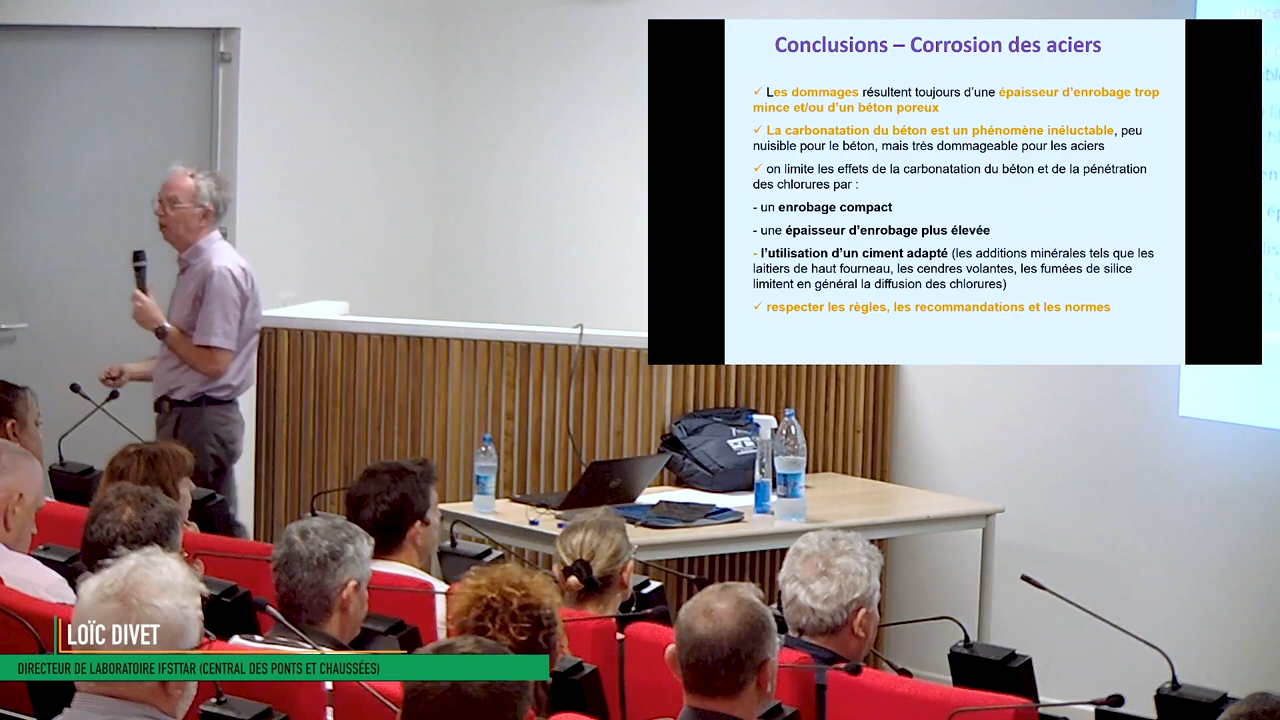 Conclusions – Corrosion des aciers
✓ Les dommages résultent toujours d'une épaisseur d'enrobage trop
mince et/ou d'un béton poreux
✓ La carbonatation du béton est un phénomène inéluctable, peu
nuisible pour le béton, mais très dommageable pour les aciers
✓ on limite les effets de la carbonatation du béton et de la pénétration
des chlorures par :
- un enrobage compact
- une épaisseur d'enrobage plus élevée
- l'utilisation d'un ciment adapté (les additions minérales tels que les
laitiers de haut fourneau, les cendres volantes, les fumées de silice
limitent en général la diffusion des chlorures)
✓ respecter les règles, les recommandations et les normes
LOÏC DIVET
DIRECTEUR DE LABORATOIRE IFSTTAR (CENTRAL DES PONTS ET CHAUSSÉES)